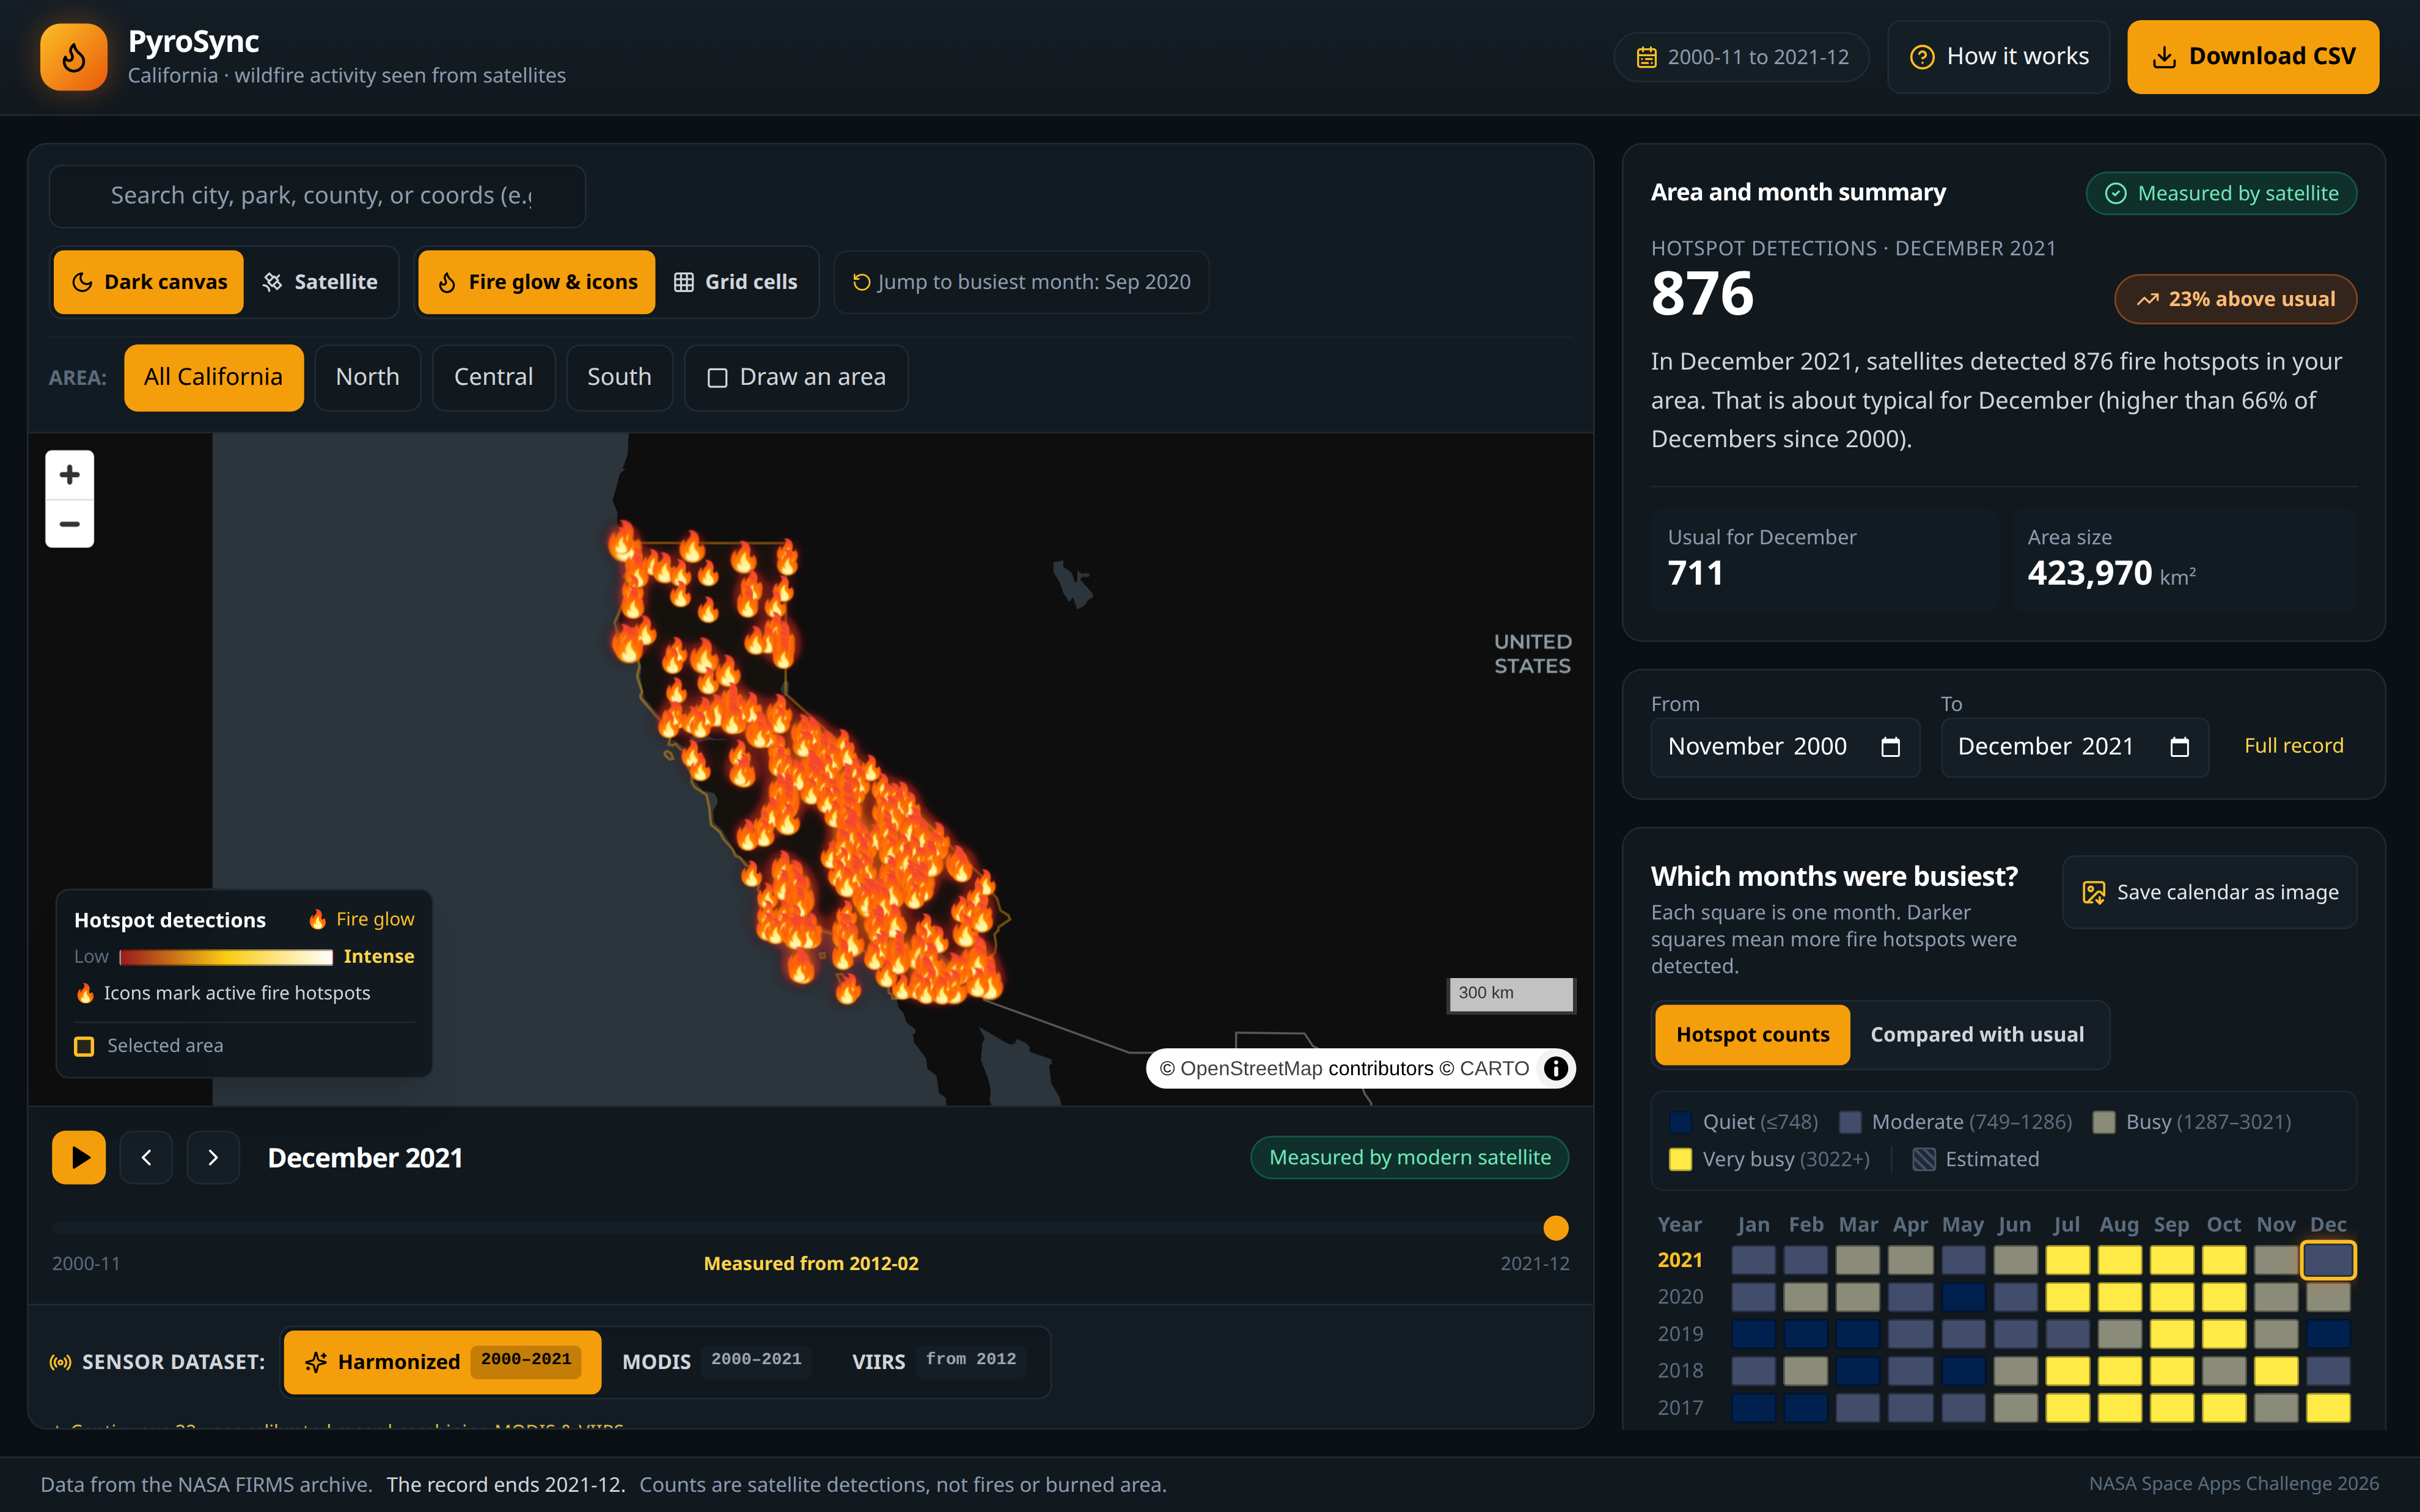 PyroSync
California · wildfire activity seen from satellites
2000-11 to 2021-12
How it works
Download CSV
Search city, park, county, or coords (e.g
Dark canvas
Satellite
Fire glow & icons
Grid cells
Jump to busiest month: Sep 2020
AREA:
All California
North
Central
South
Draw an area
UNITED
STATES
Hotspot detections
🔥 Fire glow
Low
Intense
🔥 Icons mark active fire hotspots
Selected area
300 km
© OpenStreetMap contributors © CARTO
December 2021
Measured by modern satellite
2000-11
Measured from 2012-02
2021-12
SENSOR DATASET:
Harmonized 2000–2021
MODIS 2000–2021
VIIRS from 2012
Area and month summary
Measured by satellite
HOTSPOT DETECTIONS · DECEMBER 2021
876
23% above usual
In December 2021, satellites detected 876 fire hotspots in your
area. That is about typical for December (higher than 66% of
Decembers since 2000).
Usual for December
711
Area size
423,970 km²
From
November 2000
To
December 2021
Full record
Which months were busiest?
Each square is one month. Darker
squares mean more fire hotspots were
detected.
Save calendar as image
Hotspot counts
Compared with usual
Quiet (≤748)
Moderate (749–1286)
Busy (1287–3021)
Very busy (3022+)
Estimated
Year Jan Feb Mar Apr May Jun Jul Aug Sep Oct Nov Dec
2021
2020
2019
2018
2017
Data from the NASA FIRMS archive. The record ends 2021-12. Counts are satellite detections, not fires or burned area.
NASA Space Apps Challenge 2026